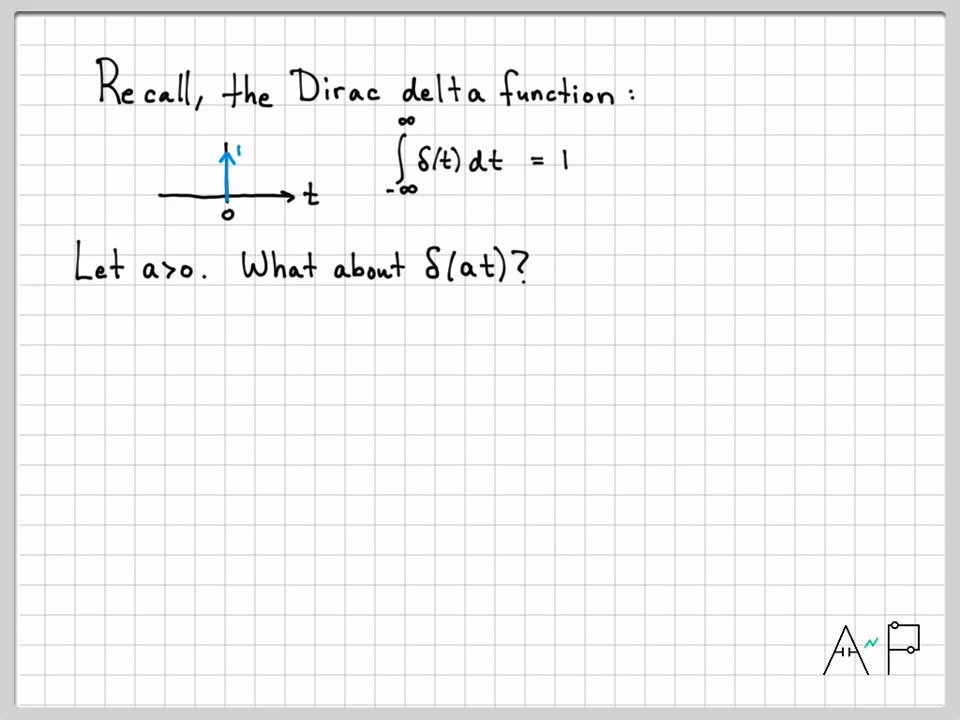 Recall, the Dirac delta function:
1
t
0
∫_{-∞}^{∞} δ(t) dt = 1
Let a>0. What about δ(at)?
A P